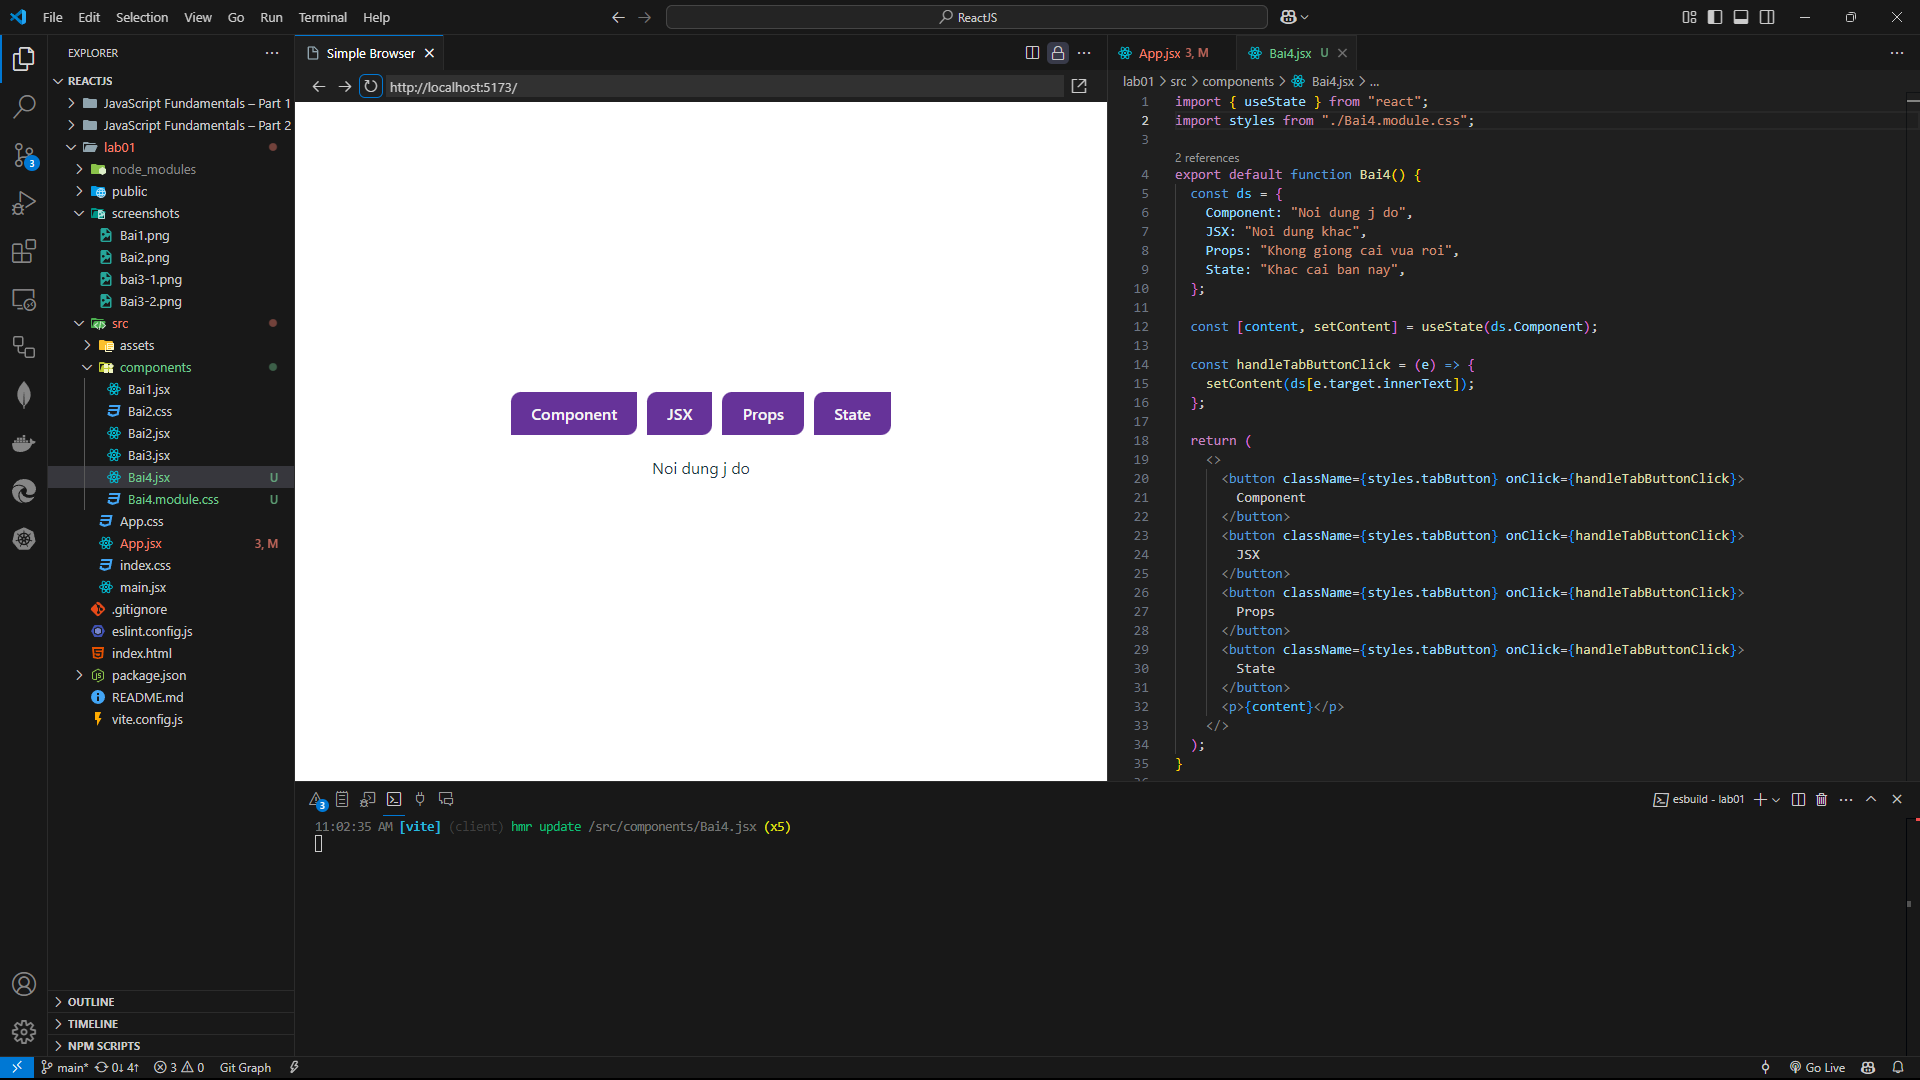 File Edit Selection View Go Run Terminal Help
ReactJS
EXPLORER
REACTJS
JavaScript Fundamentals – Part 1
JavaScript Fundamentals – Part 2
lab01
node_modules
public
screenshots
Bai1.png
Bai2.png
bai3-1.png
Bai3-2.png
src
assets
components
Bai1.jsx
Bai2.css
Bai2.jsx
Bai3.jsx
Bai4.jsx U
Bai4.module.css U
App.css
App.jsx 3, M
index.css
main.jsx
.gitignore
eslint.config.js
index.html
package.json
README.md
vite.config.js
OUTLINE
TIMELINE
NPM SCRIPTS
Simple Browser
http://localhost:5173/
Component JSX Props State
Noi dung j do
App.jsx 3, M Bai4.jsx U
lab01 > src > components > Bai4.jsx > ...
1 import { useState } from "react";
2 import styles from "./Bai4.module.css";
3
2 references
4 export default function Bai4() {
5 const ds = {
6 Component: "Noi dung j do",
7 JSX: "Noi dung khac",
8 Props: "Khong giong cai vua roi",
9 State: "Khac cai ban nay",
10 };
11
12 const [content, setContent] = useState(ds.Component);
13
14 const handleTabButtonClick = (e) => {
15 setContent(ds[e.target.innerText]);
16 };
17
18 return (
19 <>
20 <button className={styles.tabButton} onClick={handleTabButtonClick}>
21 Component
22 </button>
23 <button className={styles.tabButton} onClick={handleTabButtonClick}>
24 JSX
25 </button>
26 <button className={styles.tabButton} onClick={handleTabButtonClick}>
27 Props
28 </button>
29 <button className={styles.tabButton} onClick={handleTabButtonClick}>
30 State
31 </button>
32 <p>{content}</p>
33 </>
34 );
35 }
3
esbuild - lab01
11:02:35 AM [vite] (client) hmr update /src/components/Bai4.jsx (x5)
main* 0↓ 4↑ 3 0 Git Graph
Go Live